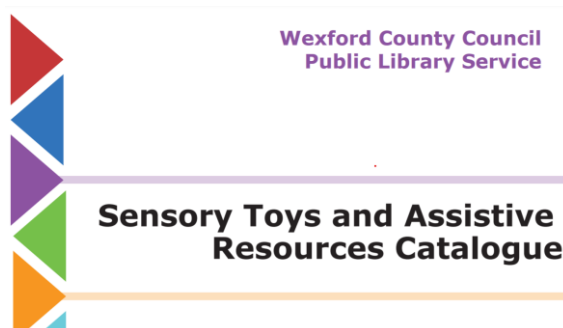 Wexford County Council
Public Library Service
Sensory Toys and Assistive
Resources Catalogue